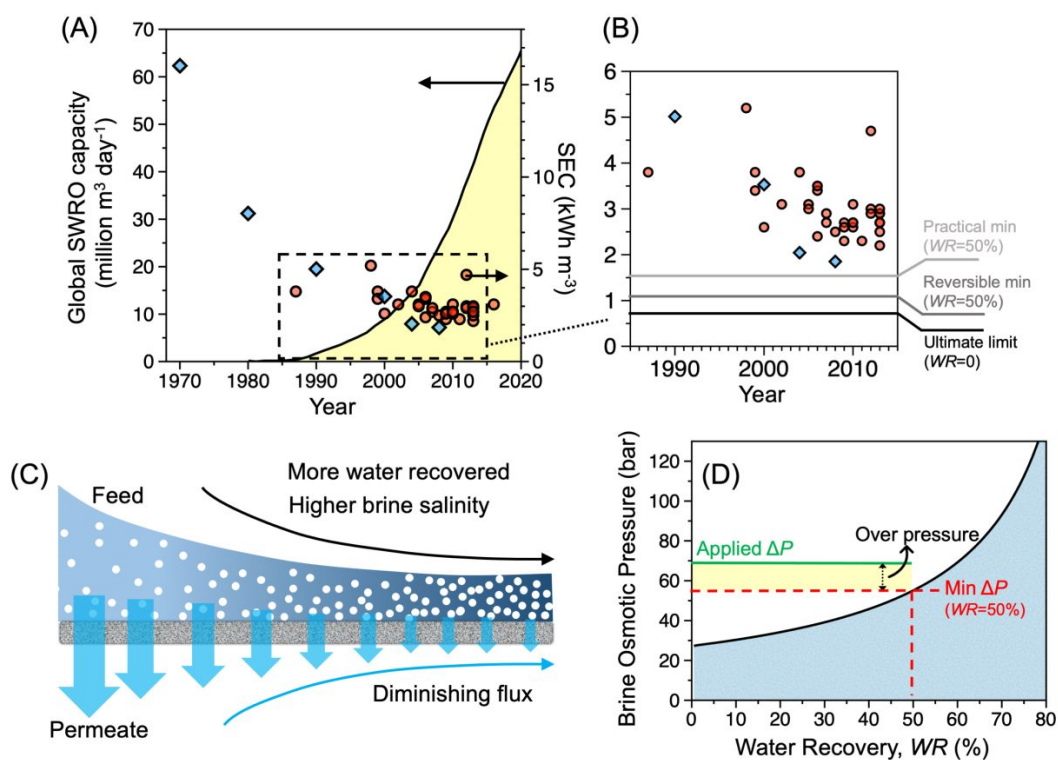 (A)
Global SWRO capacity
(million m³ day⁻¹)
70
60
50
40
30
20
10
0
1970
1980
1990
2000
2010
2020
Year
15
10
5
0
SEC (kWh m⁻³)
(B)
6
5
4
3
2
1
0
1990
2000
2010
Year
Practical min
(WR=50%)
Reversible min
(WR=50%)
Ultimate limit
(WR=0)
(C)
Feed
More water recovered
Higher brine salinity
Permeate
Diminishing flux
(D)
Brine Osmotic Pressure (bar)
120
100
80
60
40
20
0
0
10
20
30
40
50
60
70
80
Water Recovery, WR (%)
Applied ΔP
Over pressure
Min ΔP
(WR=50%)